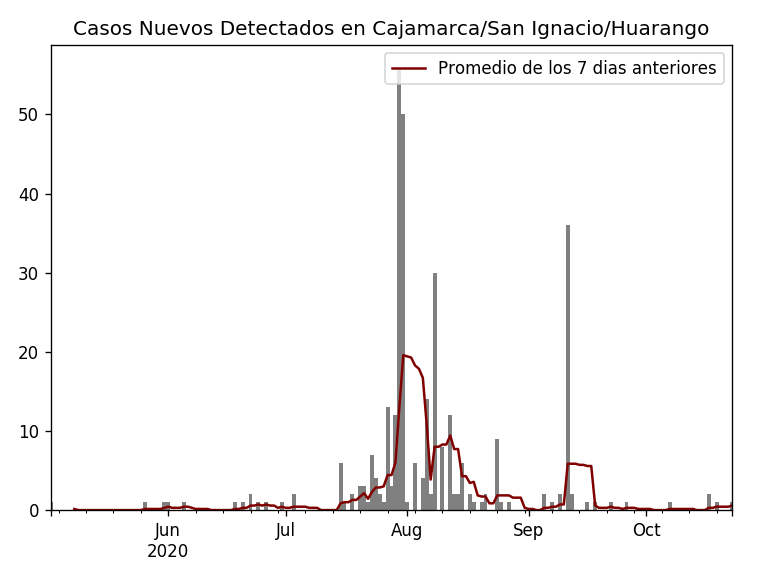 Casos Nuevos Detectados en Cajamarca/San Ignacio/Huarango
Promedio de los 7 dias anteriores
50
40
30
20
10
0
Jun
2020
Jul
Aug
Sep
Oct